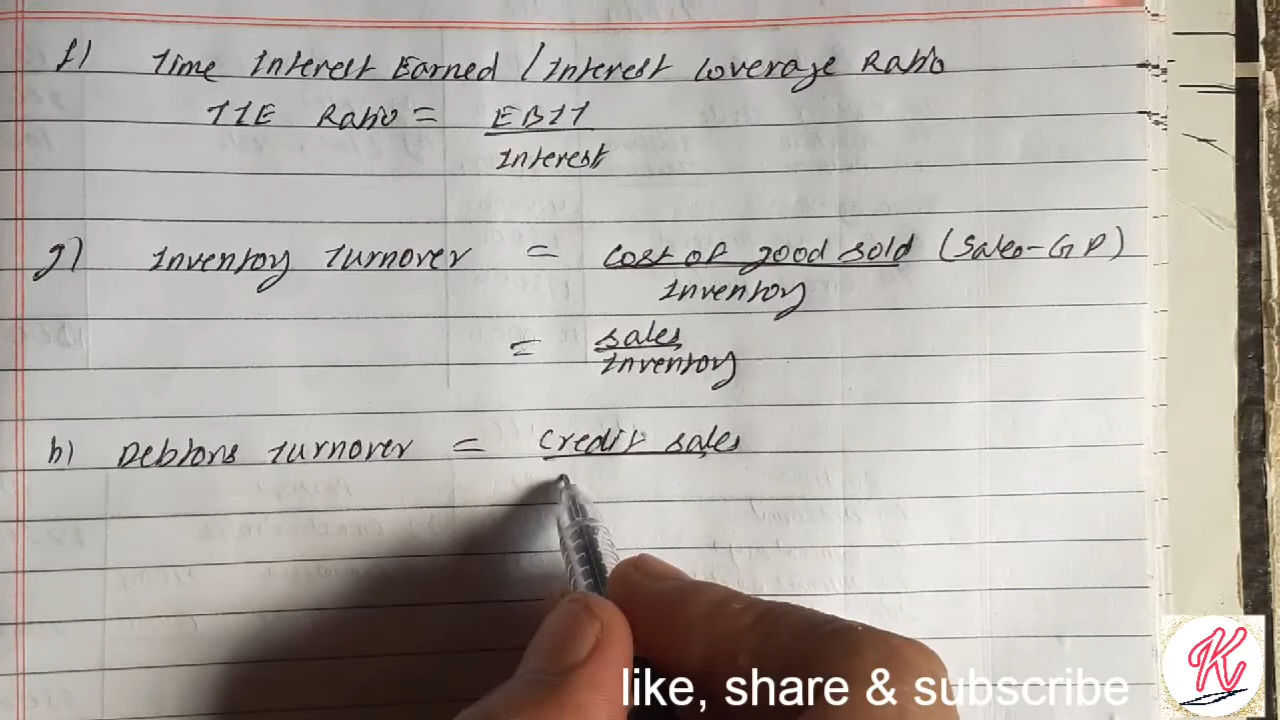 f) Time Interest Earned / Interest Coverage Ratio
TIE Ratio = EBIT
Interest
g) Inventory Turnover = cost of good sold (Sales-GP)
Inventory
= sales
Inventory
h) Debtors Turnover = credit sales
like, share & subscribe
K